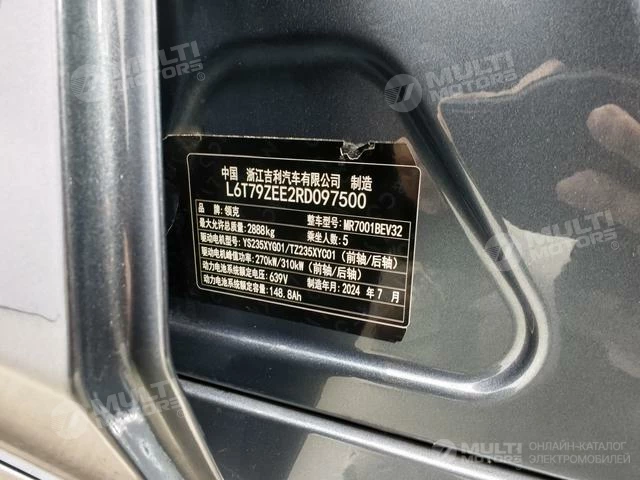 MULTI
MOTORS
MULTI
MOTORS
中国 浙江吉利汽车有限公司 制造
L6T79ZEE2RD097500
品牌:领克 整车型号:MR7001BEV32
最大允许总质量:2888kg 乘坐人数:5
驱动电机型号:YS235XYG01/TZ235XYC01 (前轴/后轴)
驱动电机峰值功率:270kW/310kW (前轴/后轴)
动力电池系统额定电压:639V 制造年月:2024 年 7 月
动力电池系统额定容量:148.8Ah
MULTI
MOTORS
MULTI
MOTORS
ОНЛАЙН-КАТАЛОГ
ЭЛЕКТРОМОБИЛЕЙ